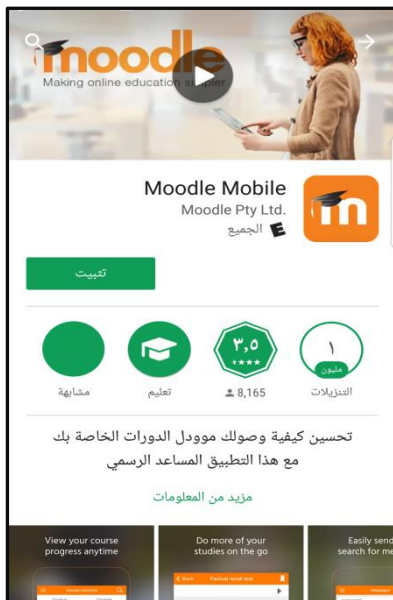 moodle
Making online education simpler.
Moodle Mobile
Moodle Pty Ltd.
الجميع
تثبيت
١
مليون
التنزيلات
٣,٥
8,165
تعليم
مشابهة
تحسين كيفية وصولك موودل الدورات الخاصة بك
مع هذا التطبيق المساعد الرسمي
مزيد من المعلومات
View your course
progress anytime
Do more of your
studies on the go
Easily send
search for me